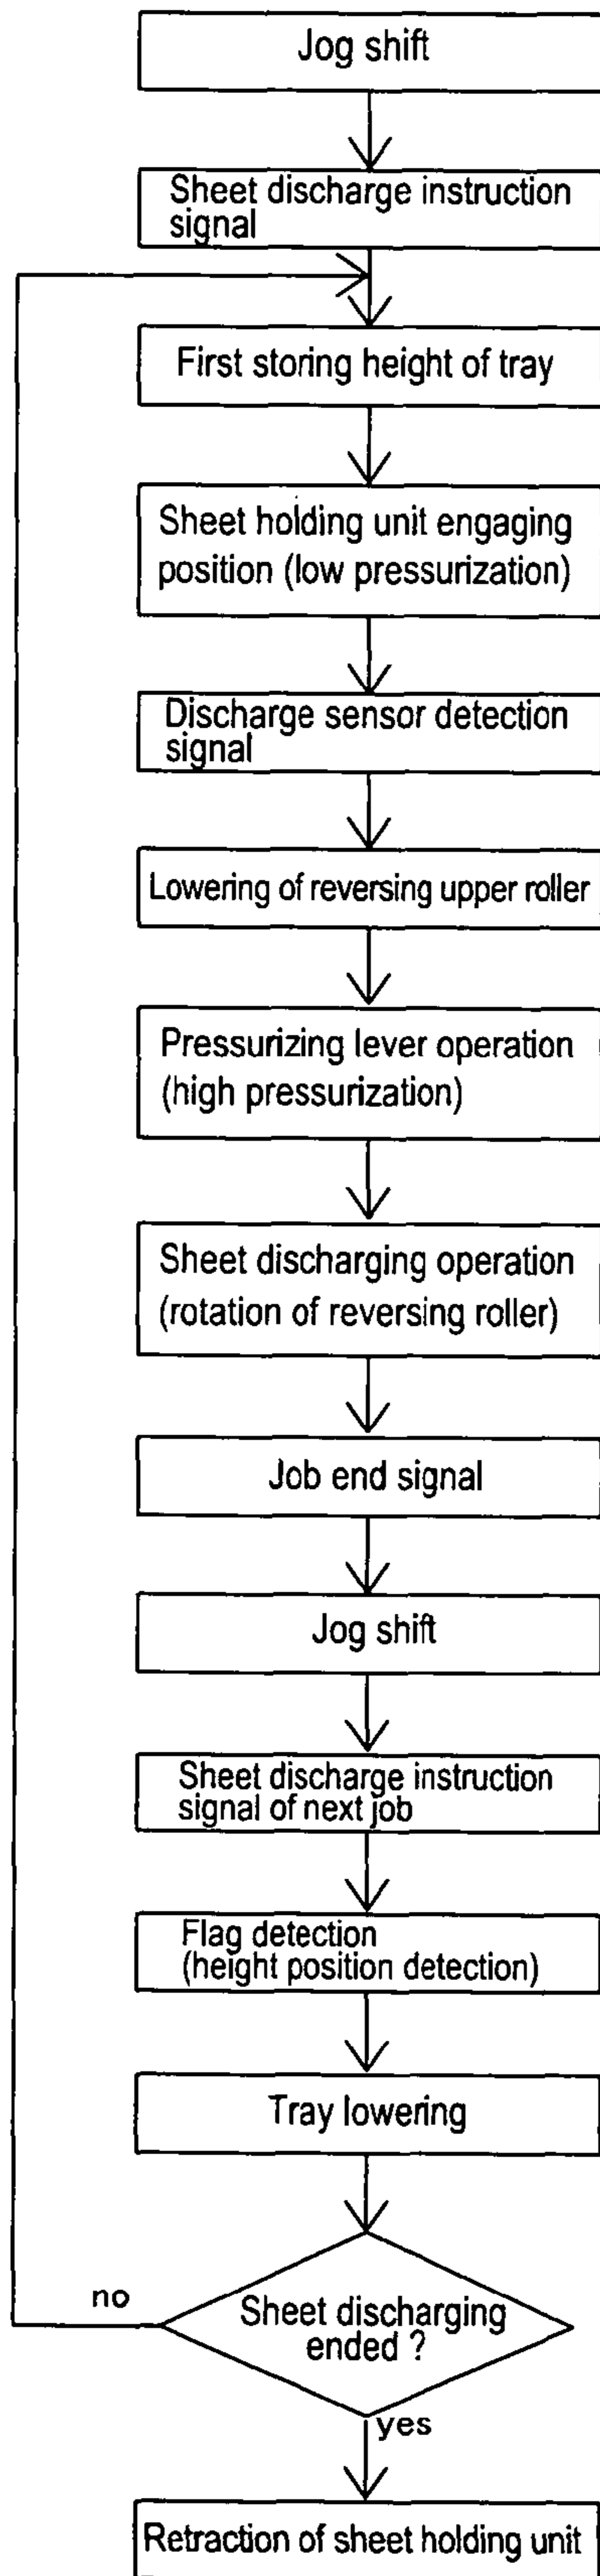 Jog shift
Sheet discharge instruction
signal
First storing height of tray
Sheet holding unit engaging
position (low pressurization)
Discharge sensor detection
signal
Lowering of reversing upper roller
Pressurizing lever operation
(high pressurization)
Sheet discharging operation
(rotation of reversing roller)
Job end signal
Jog shift
Sheet discharge instruction
signal of next job
Flag detection
(height position detection)
Tray lowering
no
Sheet discharging
ended ?
yes
Retraction of sheet holding unit